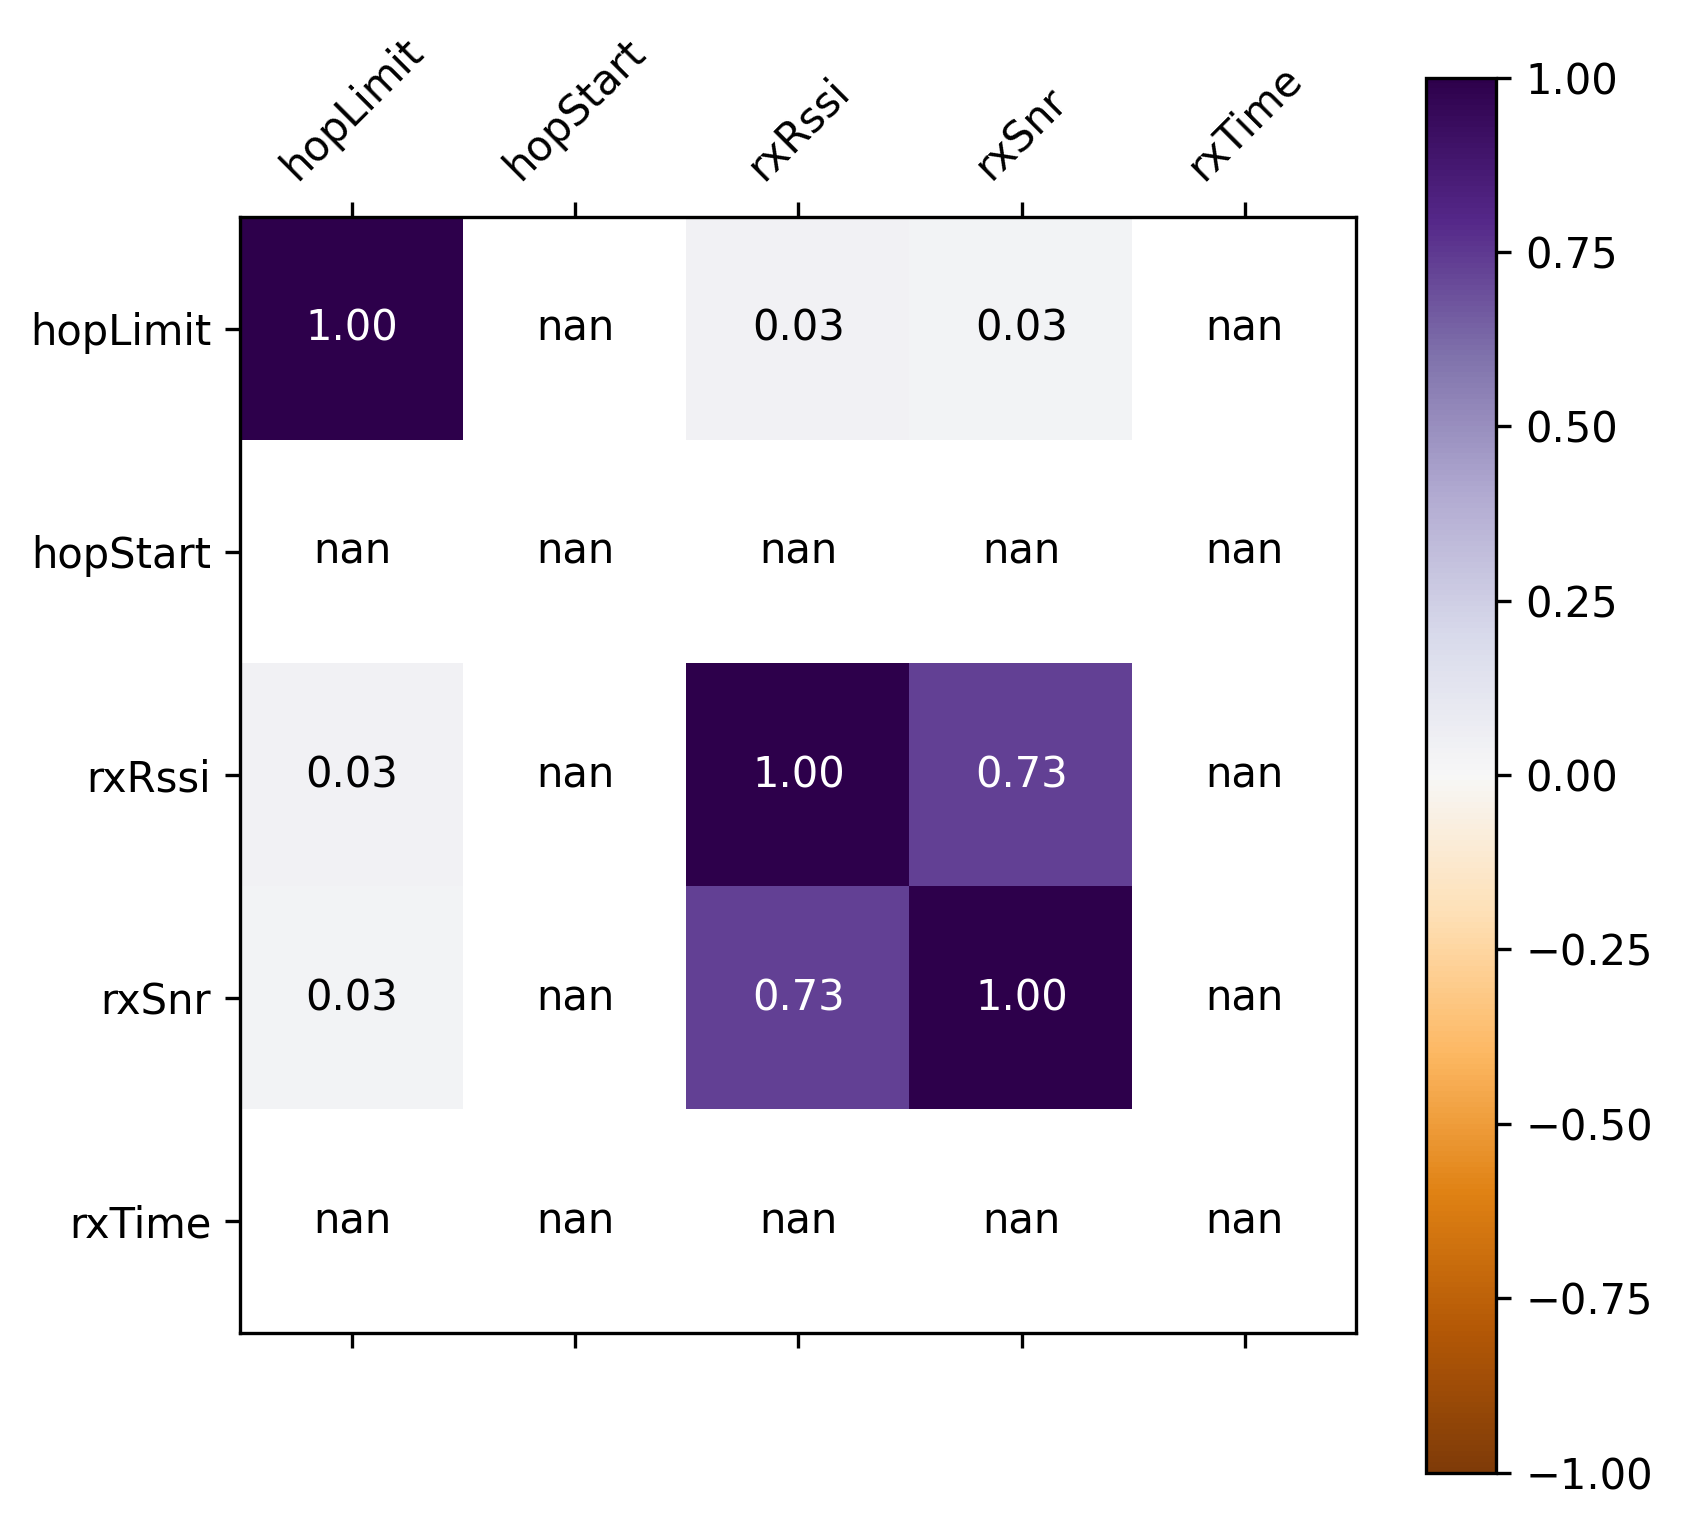 hopLimit hopStart rxRssi rxSnr rxTime
hopLimit 1.00 nan 0.03 0.03 nan
hopStart nan nan nan nan nan
rxRssi 0.03 nan 1.00 0.73 nan
rxSnr 0.03 nan 0.73 1.00 nan
rxTime nan nan nan nan nan
1.00
0.75
0.50
0.25
0.00
−0.25
−0.50
−0.75
−1.00